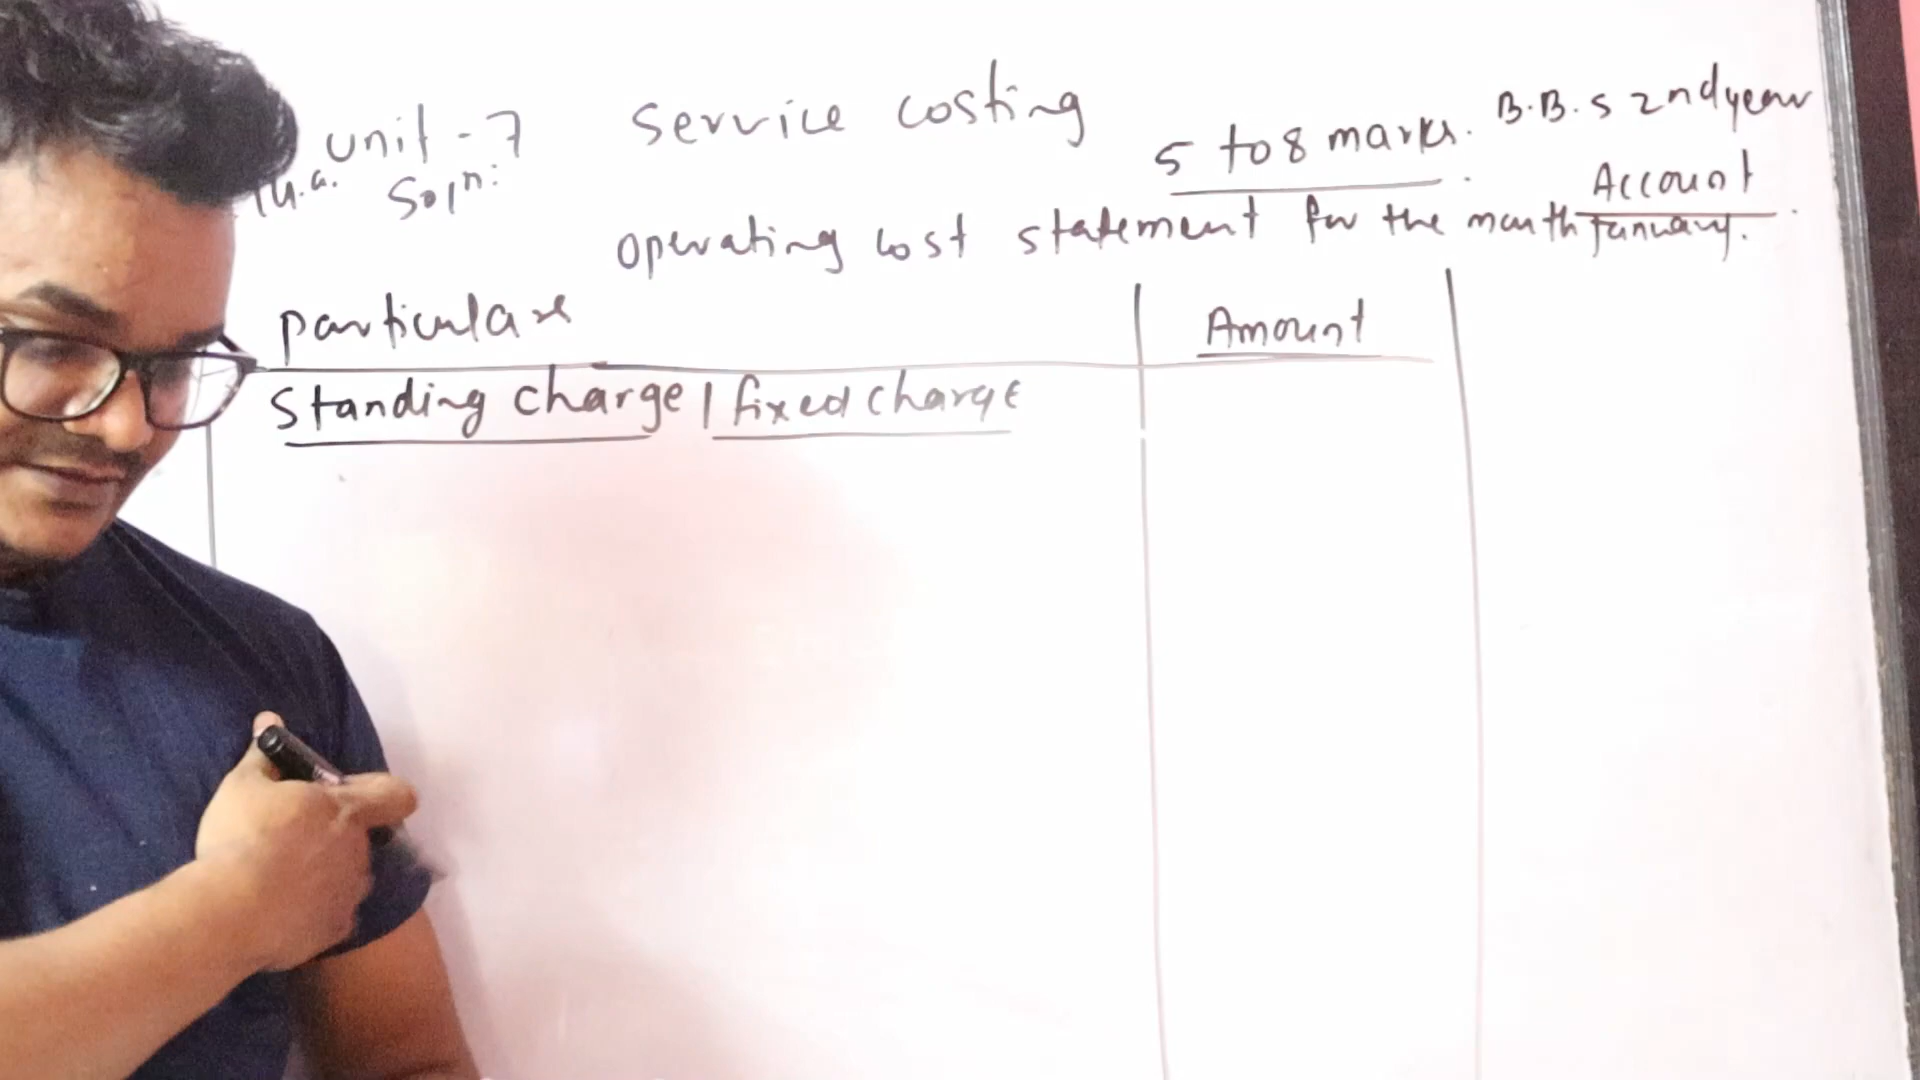 unit - 7 Service costing
5 to 8 marks. B.B.S 2nd year
Account
Soln:
operating cost statement for the month January.
particulars Amount
Standing charge / fixed charge